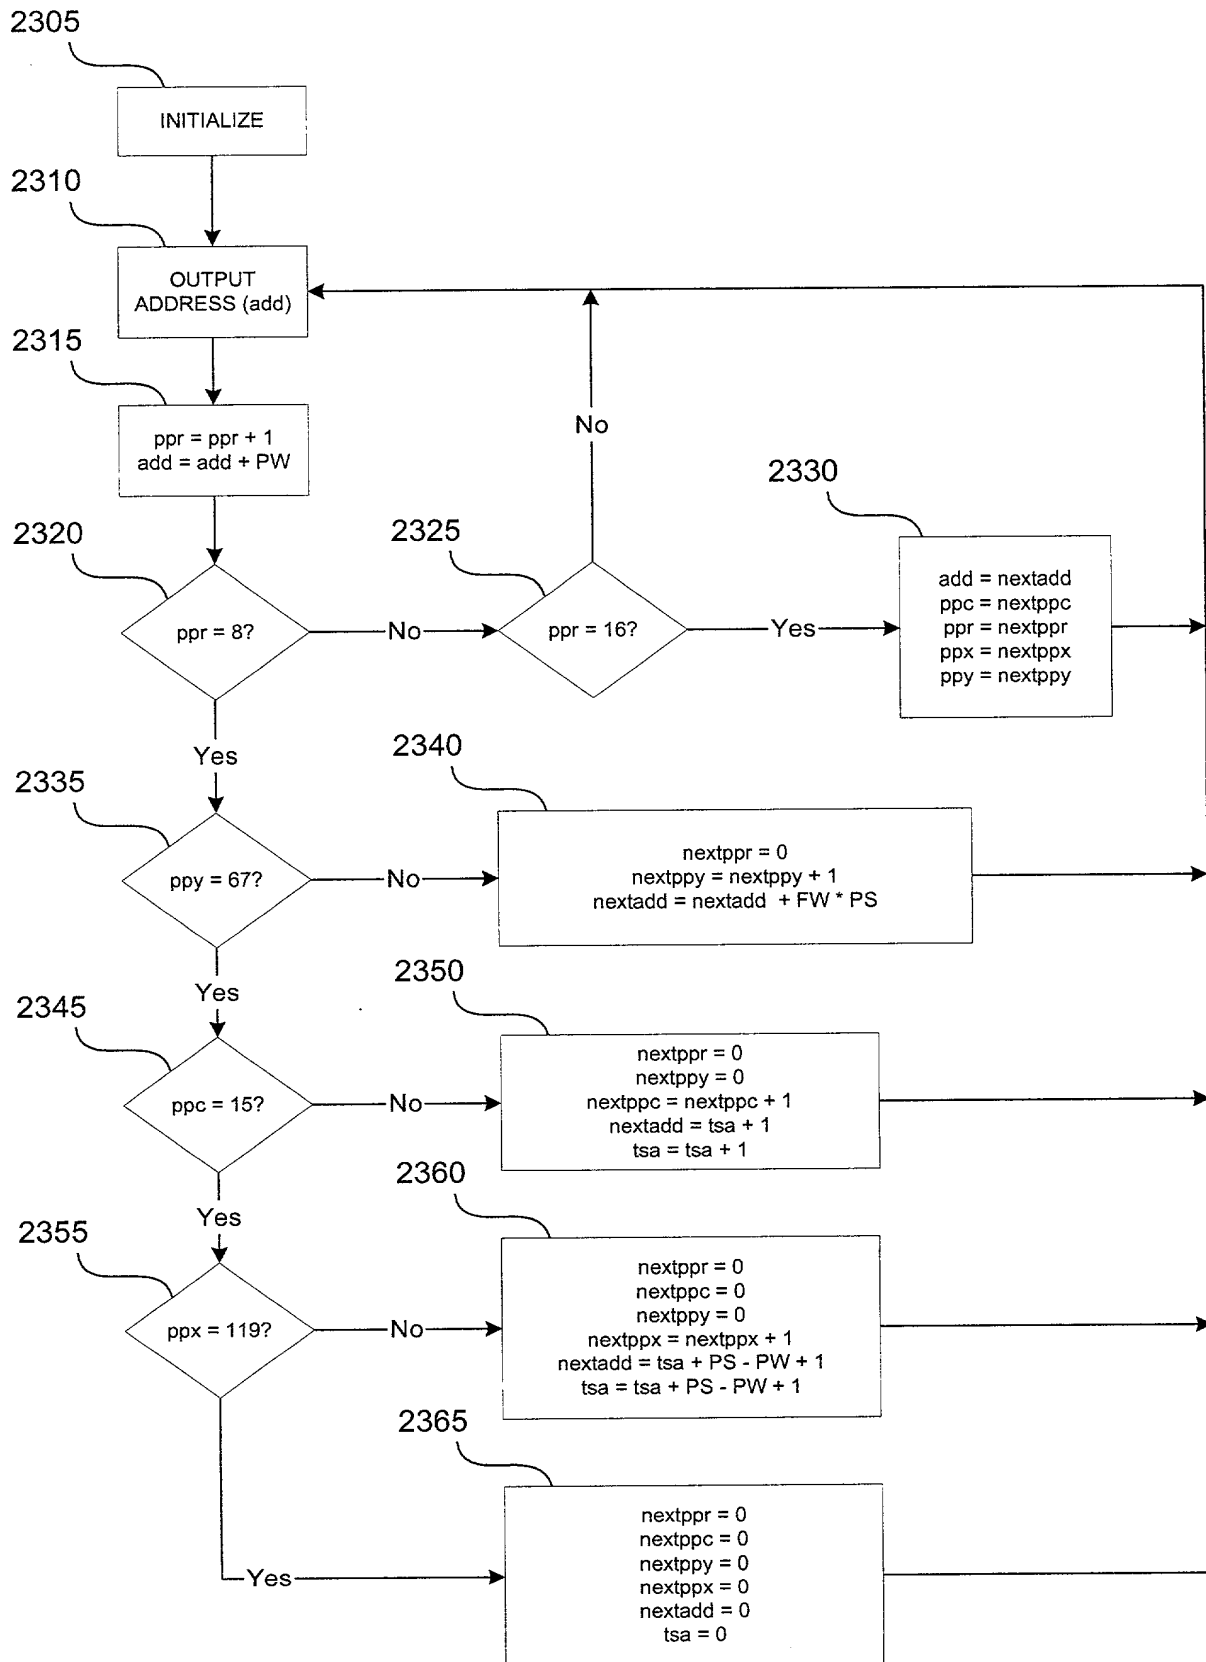 2305
INITIALIZE
2310
OUTPUT
ADDRESS (add)
2315
ppr = ppr + 1
add = add + PW
2320
ppr = 8?
No
2325
ppr = 16?
No
Yes
2330
add = nextadd
ppc = nextppc
ppr = nextppr
ppx = nextppx
ppy = nextppy
Yes
2335
ppy = 67?
No
2340
nextppr = 0
nextppy = nextppy + 1
nextadd = nextadd + FW * PS
Yes
2345
ppc = 15?
No
2350
nextppr = 0
nextppy = 0
nextppc = nextppc + 1
nextadd = tsa + 1
tsa = tsa + 1
Yes
2355
ppx = 119?
No
2360
nextppr = 0
nextppc = 0
nextppy = 0
nextppx = nextppx + 1
nextadd = tsa + PS - PW + 1
tsa = tsa + PS - PW + 1
Yes
2365
nextppr = 0
nextppc = 0
nextppy = 0
nextppx = 0
nextadd = 0
tsa = 0